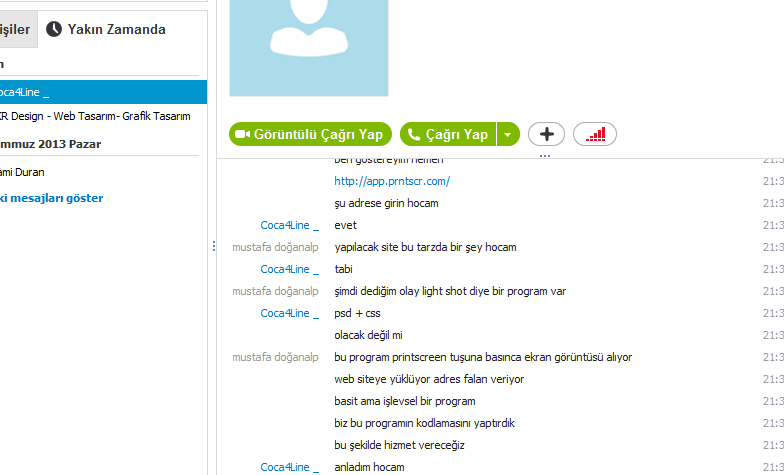 işiler
Yakın Zamanda
Coca4Line _
KR Design - Web Tasarım- Grafik Tasarım
emmuz 2013 Pazar
ami Duran
ki mesajları göster
Görüntülü Çağrı Yap
Çağrı Yap
ben göstereyim hemen 21:3
http://app.prntscr.com/ 21:3
şu adrese girin hocam 21:3
Coca4Line _ evet 21:3
mustafa doğanalp yapılacak site bu tarzda bir şey hocam 21:3
Coca4Line _ tabi 21:3
mustafa doğanalp şimdi dediğim olay light shot diye bir program var 21:3
Coca4Line _ psd + css 21:3
olacak değil mi 21:3
mustafa doğanalp bu program printscreen tuşuna basınca ekran görüntüsü alıyor 21:3
web siteye yüklüyor adres falan veriyor 21:3
basit ama işlevsel bir program 21:3
biz bu programın kodlamasını yaptırdık 21:3
bu şekilde hizmet vereceğiz 21:3
Coca4Line _ anladım hocam 21:3